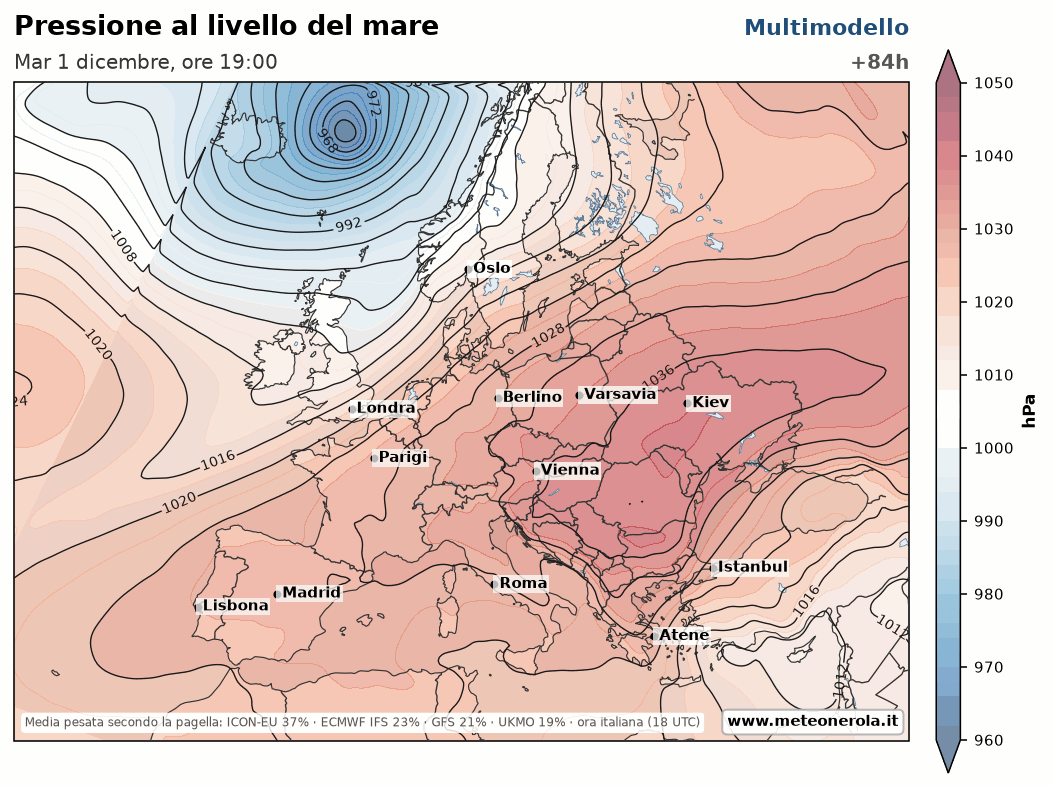 Pressione al livello del mare
Multimodello
Mar 1 dicembre, ore 19:00
+84h
972
968
992
1008
1020
1028
1036
1016
1020
1016
Oslo
Londra
Berlino
Varsavia
Kiev
Parigi
Vienna
Istanbul
Roma
Madrid
Lisbona
Atene
1050
1040
1030
1020
1010
1000
990
980
970
960
hPa
Media pesata secondo la pagella: ICON-EU 37% · ECMWF IFS 23% · GFS 21% · UKMO 19% · ora italiana (18 UTC)
www.meteonerola.it